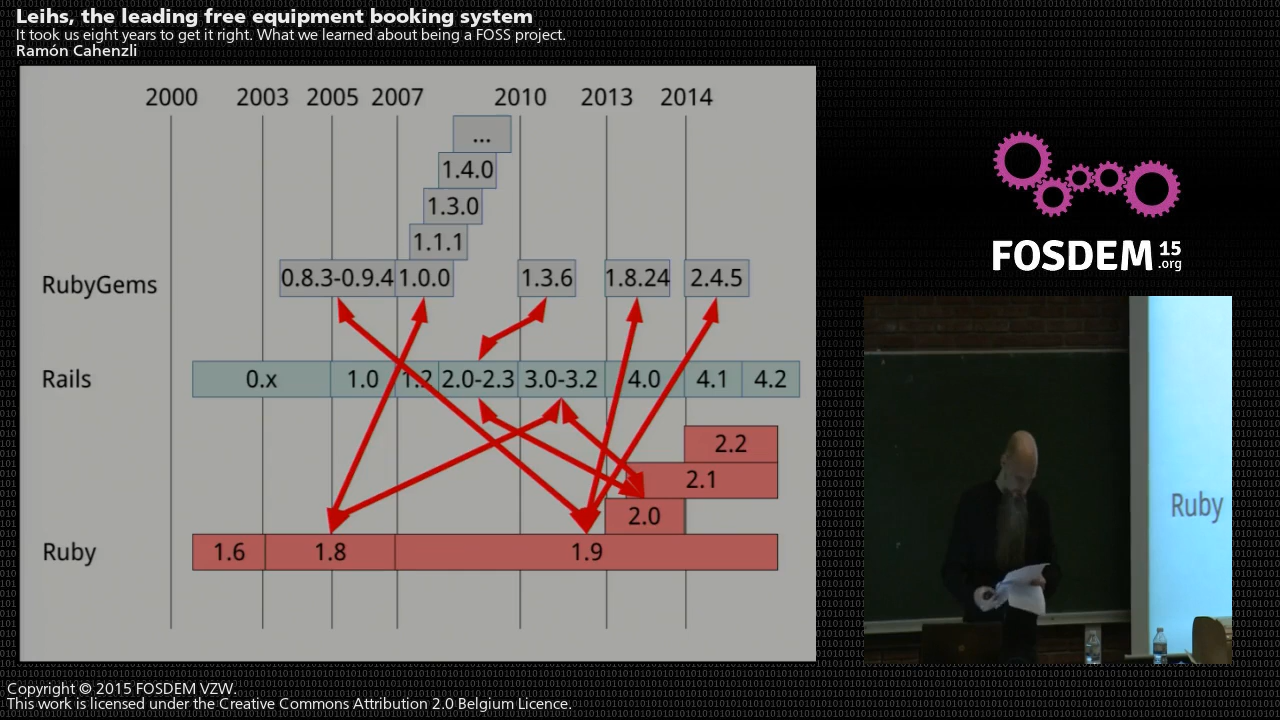 Leihs, the leading free equipment booking system
It took us eight years to get it right. What we learned about being a FOSS project.
Ramón Cahenzli
2000 2003 2005 2007 2010 2013 2014
...
1.4.0
1.3.0
1.1.1
RubyGems 0.8.3-0.9.4 1.0.0 1.3.6 1.8.24 2.4.5
Rails 0.x 1.0 1.2 2.0-2.3 3.0-3.2 4.0 4.1 4.2
2.2
2.1
2.0
Ruby 1.6 1.8 1.9
FOSDEM 15
.org
Ruby
Copyright © 2015 FOSDEM VZW.
This work is licensed under the Creative Commons Attribution 2.0 Belgium Licence.